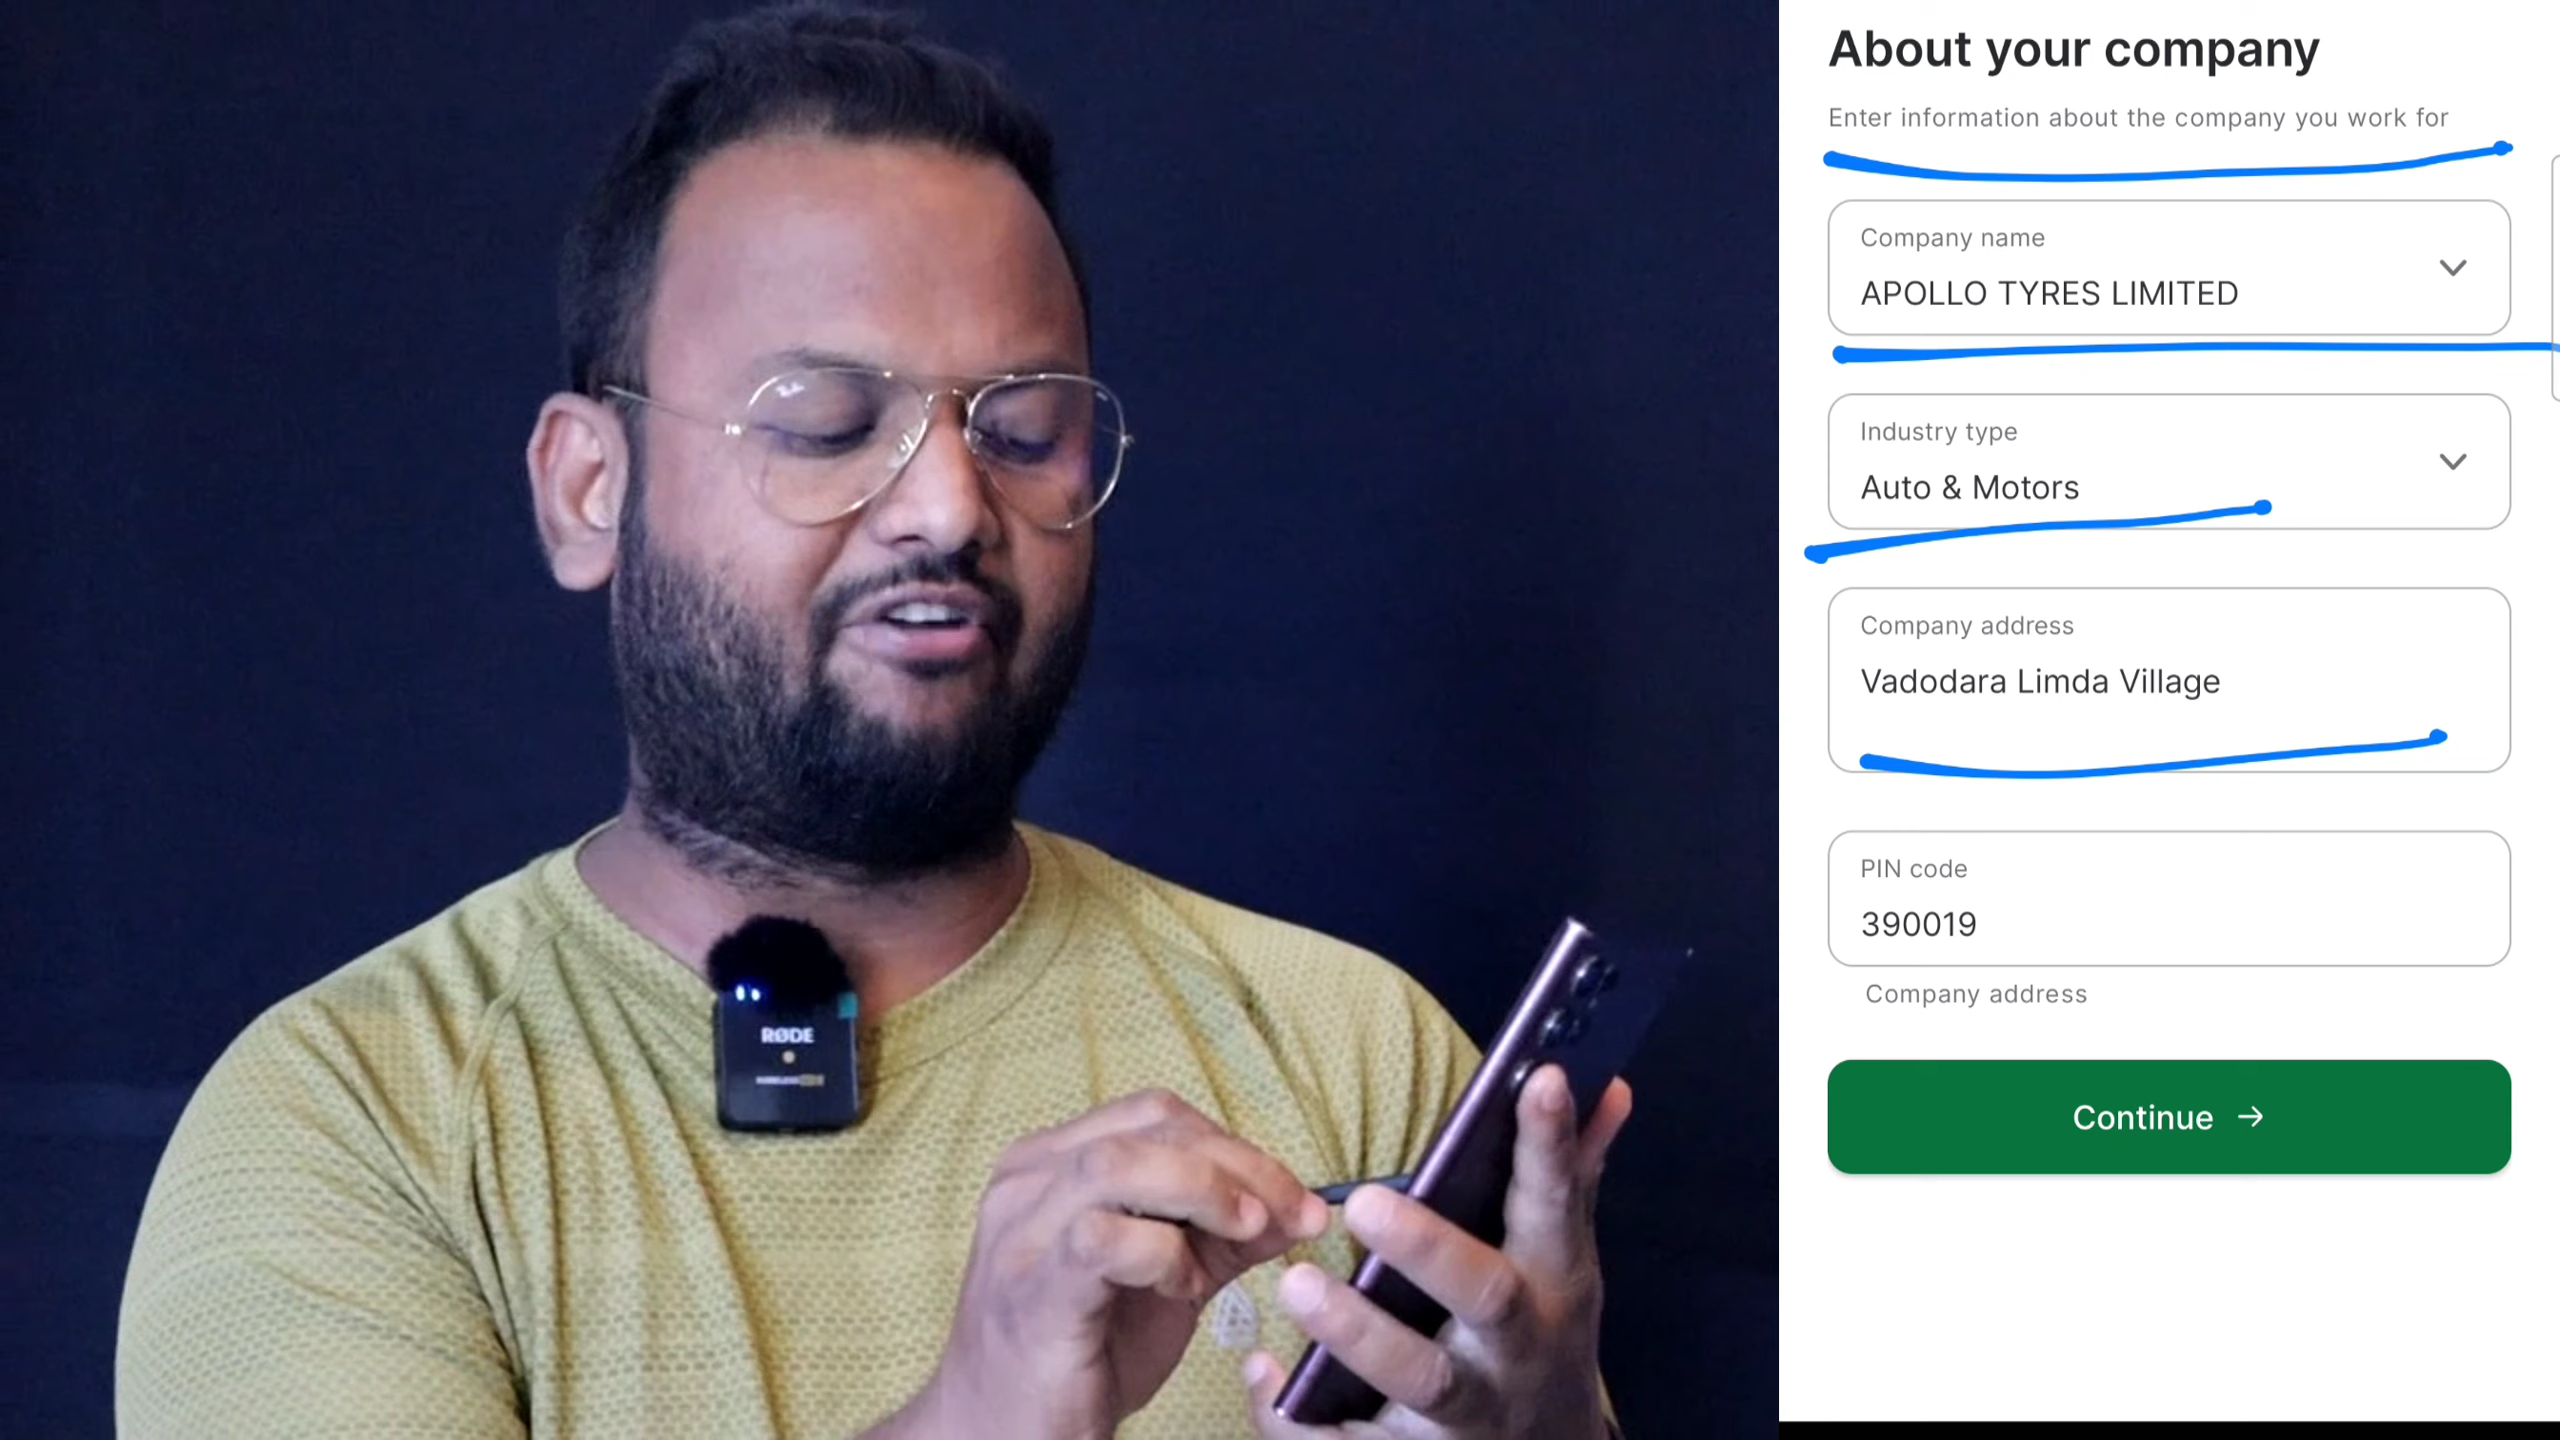 About your company
Enter information about the company you work for
Company name
APOLLO TYRES LIMITED
Industry type
Auto & Motors
Company address
Vadodara Limda Village
PIN code
390019
Company address
Continue →
RØDE